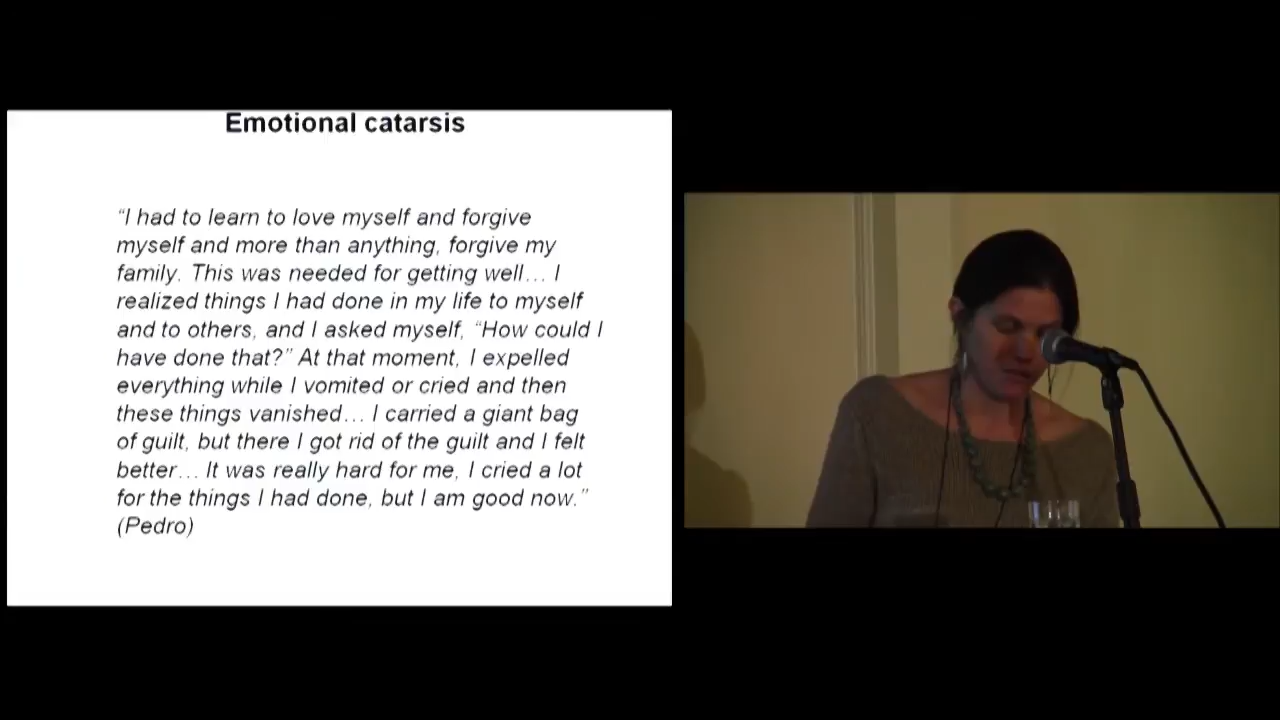 Emotional catarsis
“I had to learn to love myself and forgive
myself and more than anything, forgive my
family. This was needed for getting well… I
realized things I had done in my life to myself
and to others, and I asked myself, “How could I
have done that?” At that moment, I expelled
everything while I vomited or cried and then
these things vanished… I carried a giant bag
of guilt, but there I got rid of the guilt and I felt
better… It was really hard for me, I cried a lot
for the things I had done, but I am good now.”
(Pedro)